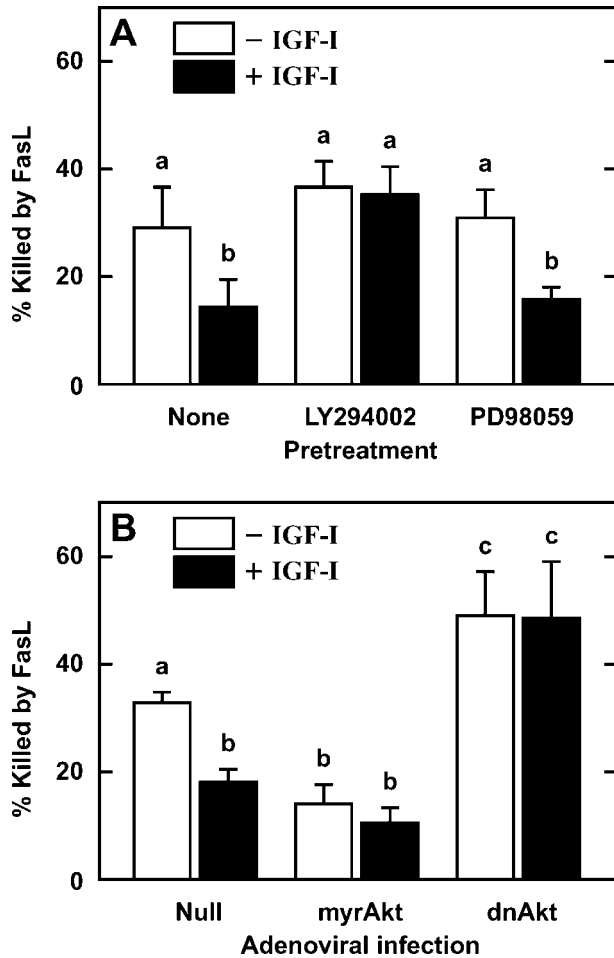 A
− IGF-I
+ IGF-I
60
40
20
0
% Killed by FasL
a
b
a
a
a
b
None
LY294002
PD98059
Pretreatment
B
− IGF-I
+ IGF-I
60
40
20
0
% Killed by FasL
a
b
b
b
c
c
Null
myrAkt
dnAkt
Adenoviral infection